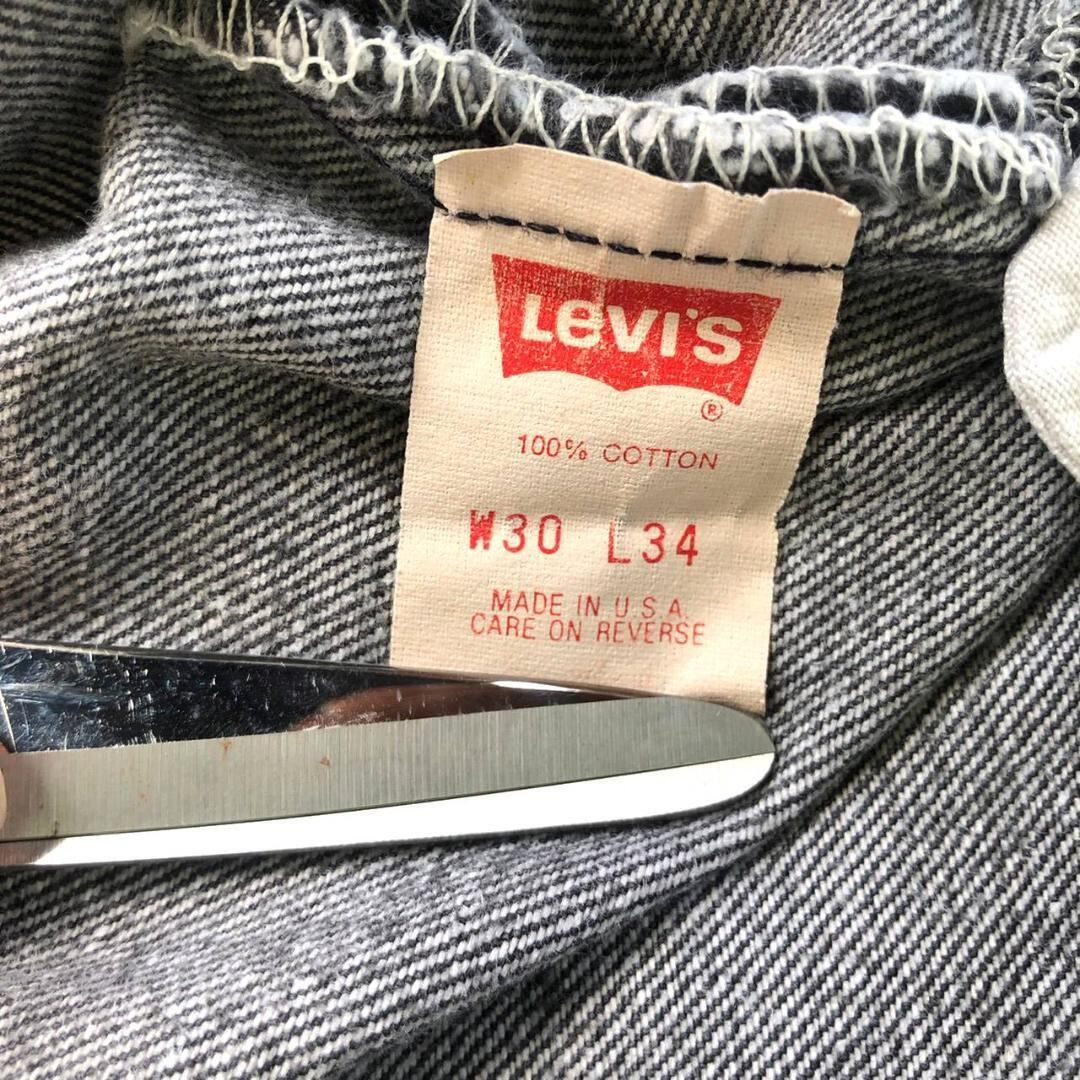 LeVI'S
®
100% COTTON
W30 L34
MADE IN U.S.A.
CARE ON REVERSE